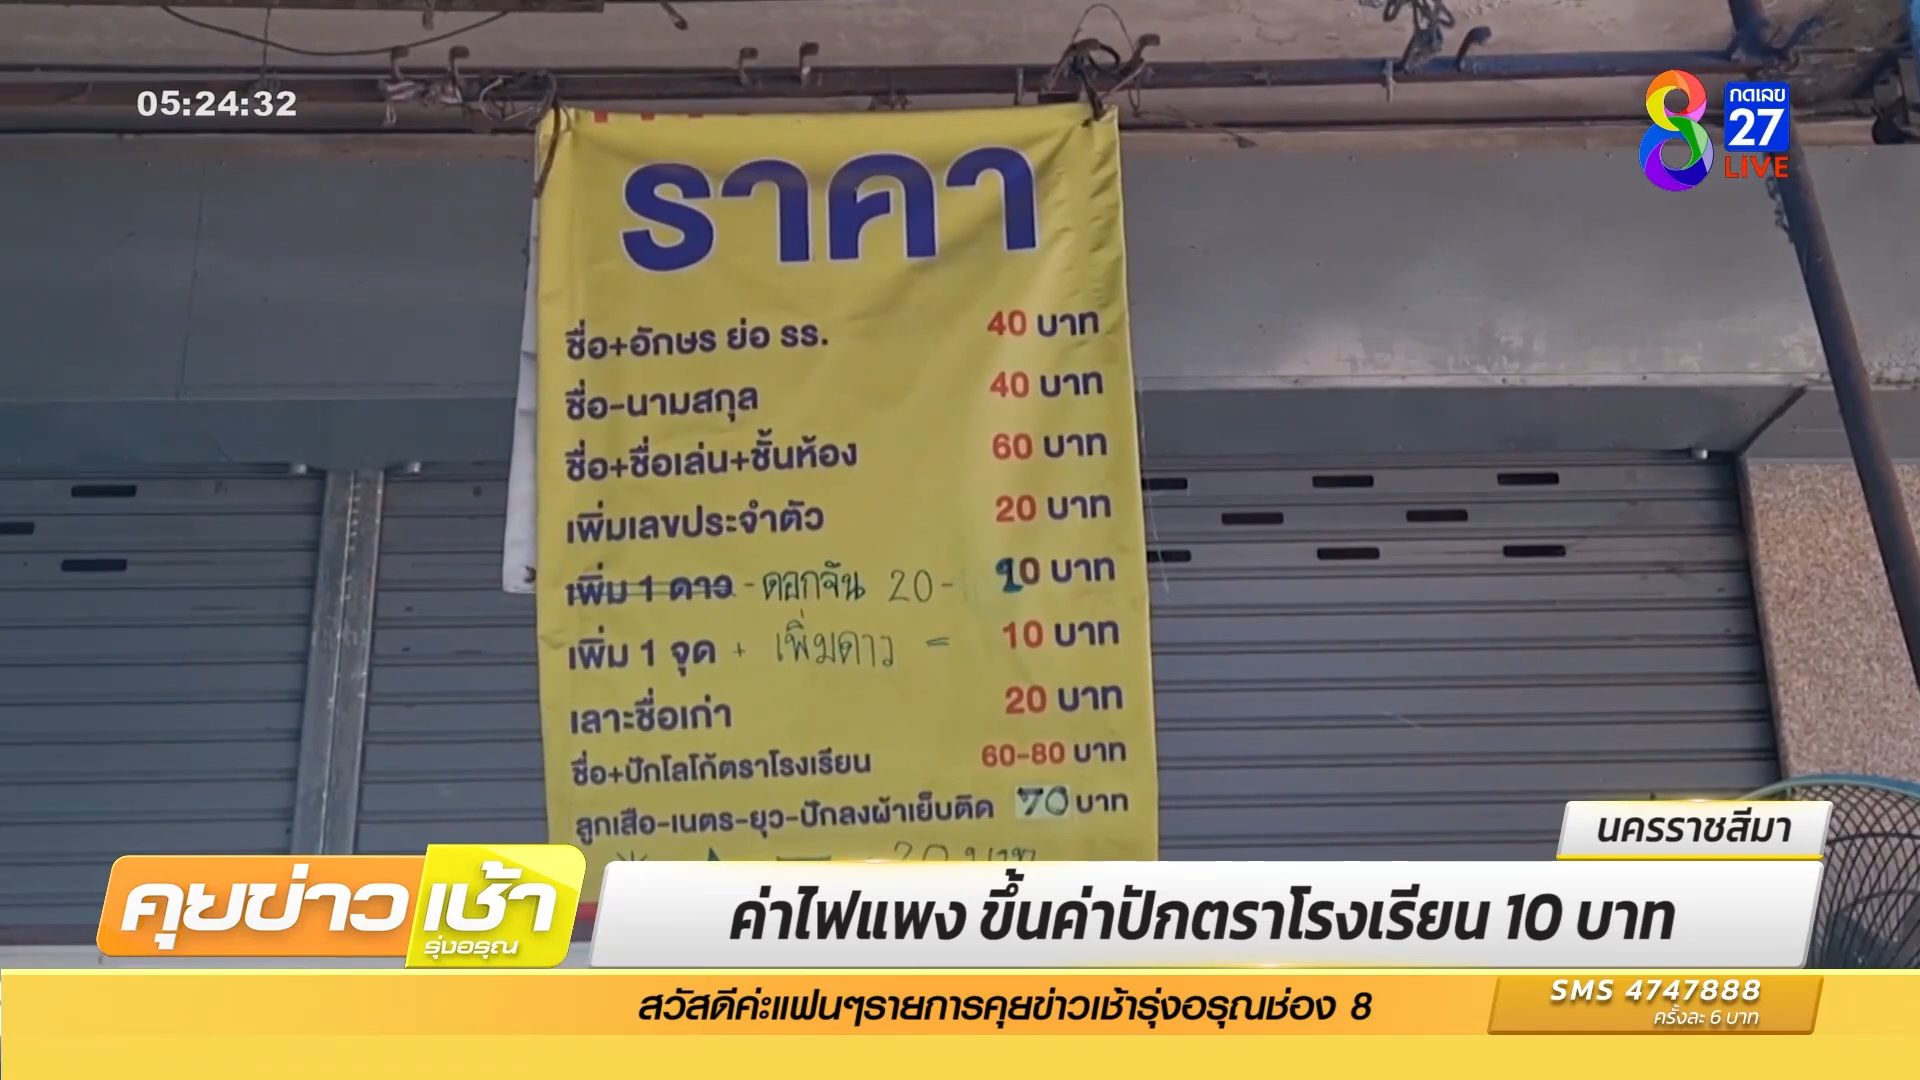 05:24:32
กดเลข
27
LIVE
ราคา
ชื่อ+อักษร ย่อ รร. 40 บาท
ชื่อ-นามสกุล 40 บาท
ชื่อ+ชื่อเล่น+ชั้นห้อง 60 บาท
เพิ่มเลขประจำตัว 20 บาท
เพิ่ม 1 ดาว - ดอกจัน 20 - 20 บาท
เพิ่ม 1 จุด + เพิ่มดาว = 10 บาท
เลาะชื่อเก่า 20 บาท
ชื่อ+ปักโลโก้ตราโรงเรียน 60-80 บาท
ลูกเสือ-เนตร-ยุว-ปักลงผ้าเย็บติด 70 บาท
นครราชสีมา
คุยข่าวเช้า
รุ่งอรุณ
ค่าไฟแพง ขึ้นค่าปักตราโรงเรียน 10 บาท
สวัสดีค่ะแฟนๆรายการคุยข่าวเช้ารุ่งอรุณช่อง 8
SMS 4747888
ครั้งละ 6 บาท